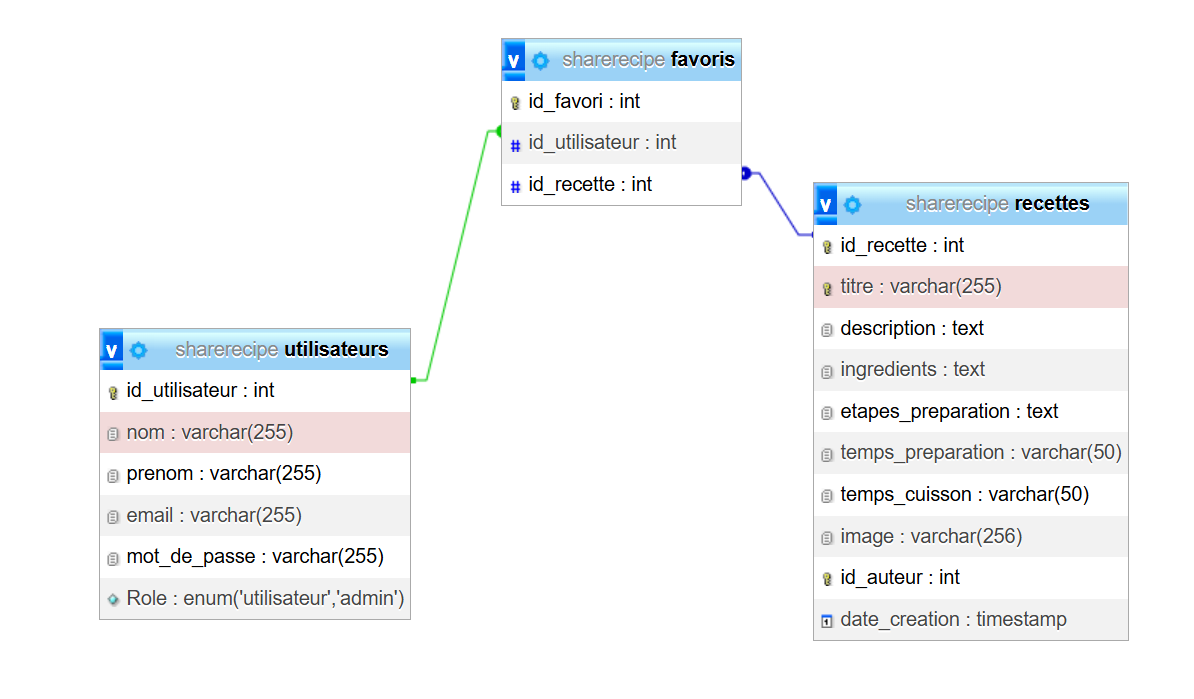 v sharerecipe favoris
id_favori : int
# id_utilisateur : int
# id_recette : int
v sharerecipe recettes
id_recette : int
titre : varchar(255)
description : text
ingredients : text
etapes_preparation : text
temps_preparation : varchar(50)
temps_cuisson : varchar(50)
image : varchar(256)
id_auteur : int
date_creation : timestamp
v sharerecipe utilisateurs
id_utilisateur : int
nom : varchar(255)
prenom : varchar(255)
email : varchar(255)
mot_de_passe : varchar(255)
Role : enum('utilisateur','admin')